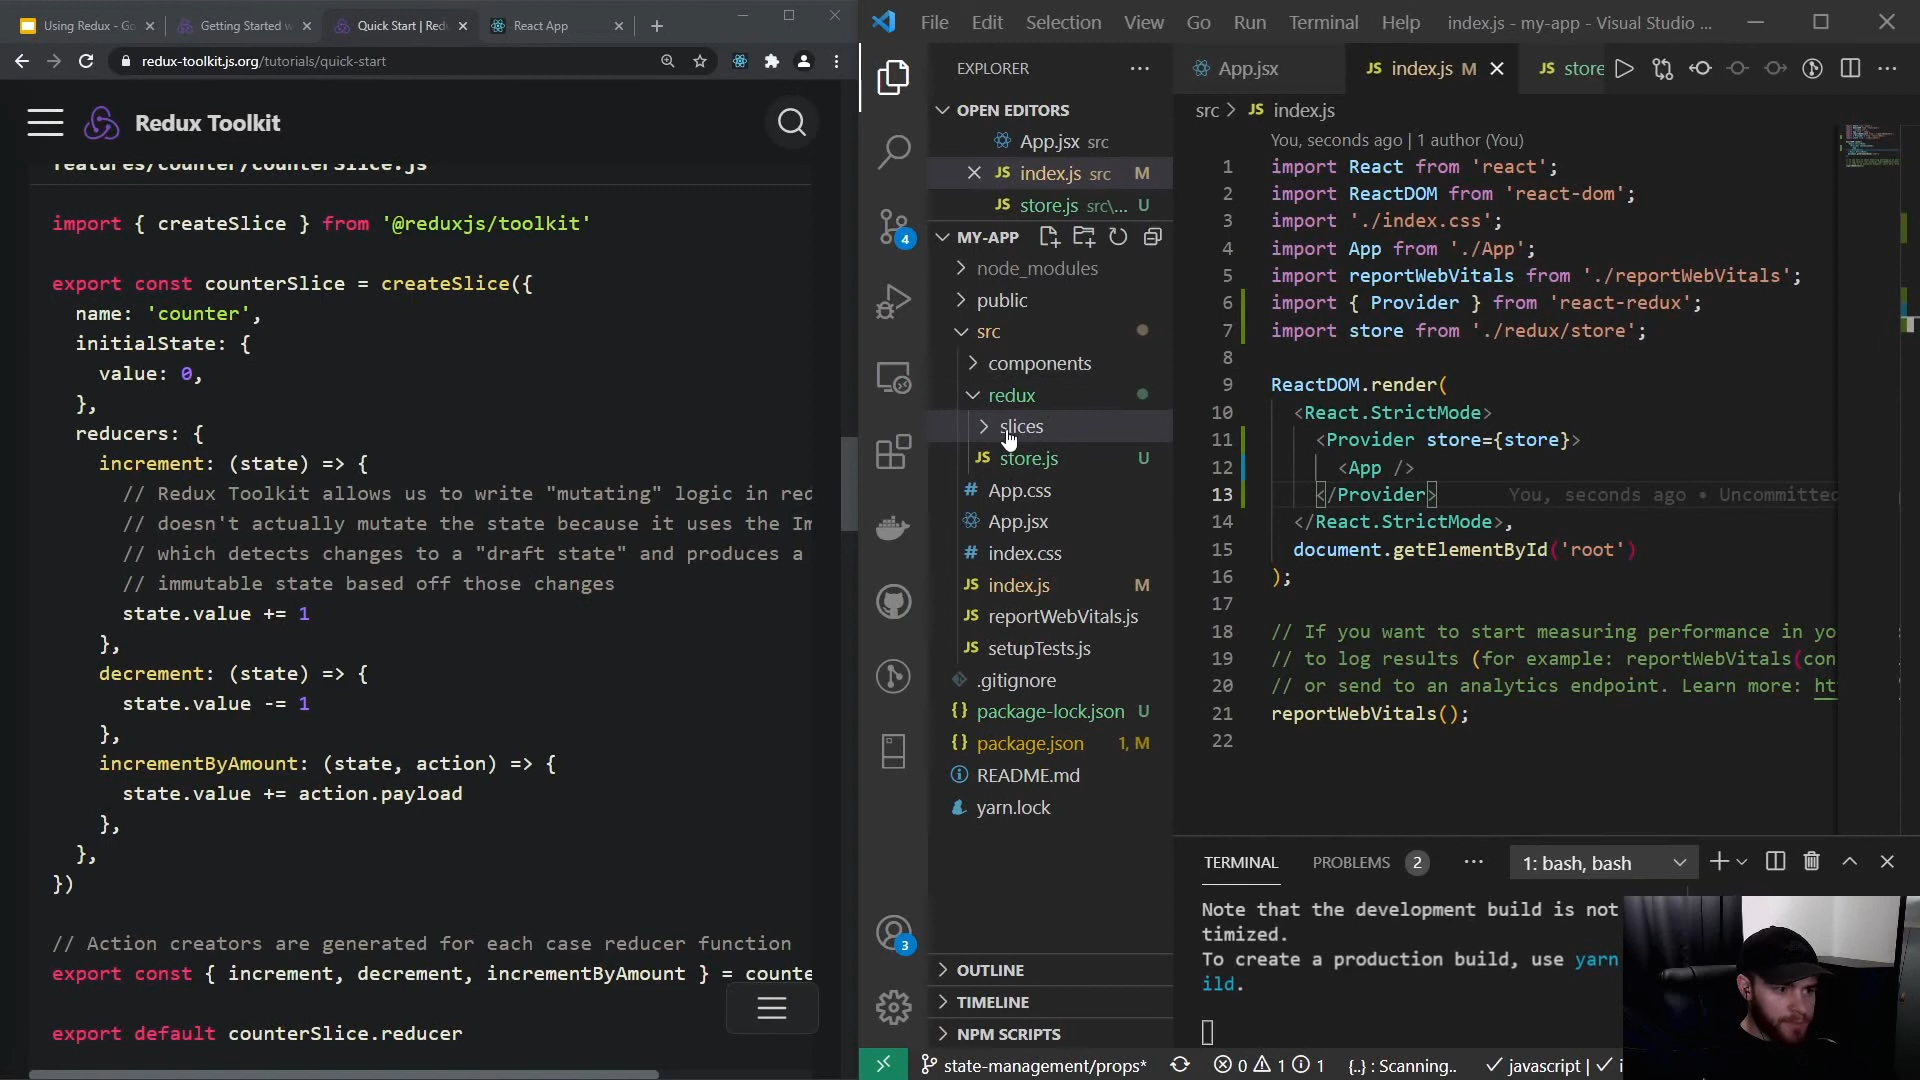 Using Redux - Go
Getting Started w
Quick Start | Red
React App
redux-toolkit.js.org/tutorials/quick-start
Redux Toolkit
features/counter/counterSlice.js
import { createSlice } from '@reduxjs/toolkit'
export const counterSlice = createSlice({
name: 'counter',
initialState: {
value: 0,
},
reducers: {
increment: (state) => {
// Redux Toolkit allows us to write "mutating" logic in red
// doesn't actually mutate the state because it uses the Im
// which detects changes to a "draft state" and produces a
// immutable state based off those changes
state.value += 1
},
decrement: (state) => {
state.value -= 1
},
incrementByAmount: (state, action) => {
state.value += action.payload
},
},
})
// Action creators are generated for each case reducer function
export const { increment, decrement, incrementByAmount } = counte
export default counterSlice.reducer
File Edit Selection View Go Run Terminal Help
index.js - my-app - Visual Studio ...
4
3
EXPLORER
OPEN EDITORS
App.jsx src
JS index.js src M
JS store.js src\... U
MY-APP
node_modules
public
src
components
redux
slices
JS store.js U
# App.css
App.jsx
# index.css
JS index.js M
JS reportWebVitals.js
JS setupTests.js
.gitignore
{} package-lock.json U
{} package.json 1, M
README.md
yarn.lock
OUTLINE
TIMELINE
NPM SCRIPTS
App.jsx
JS index.js M
JS store
src > JS index.js
You, seconds ago | 1 author (You)
1 import React from 'react';
2 import ReactDOM from 'react-dom';
3 import './index.css';
4 import App from './App';
5 import reportWebVitals from './reportWebVitals';
6 import { Provider } from 'react-redux';
7 import store from './redux/store';
8
9 ReactDOM.render(
10 <React.StrictMode>
11 <Provider store={store}>
12 <App />
13 </Provider> You, seconds ago • Uncommitted
14 </React.StrictMode>,
15 document.getElementById('root')
16 );
17
18 // If you want to start measuring performance in yo
19 // to log results (for example: reportWebVitals(con
20 // or send to an analytics endpoint. Learn more: ht
21 reportWebVitals();
22
TERMINAL PROBLEMS 2 ... 1: bash, bash
Note that the development build is not
timized.
To create a production build, use yarn
ild.
state-management/props* 0 1 1 {..} : Scanning.. javascript |